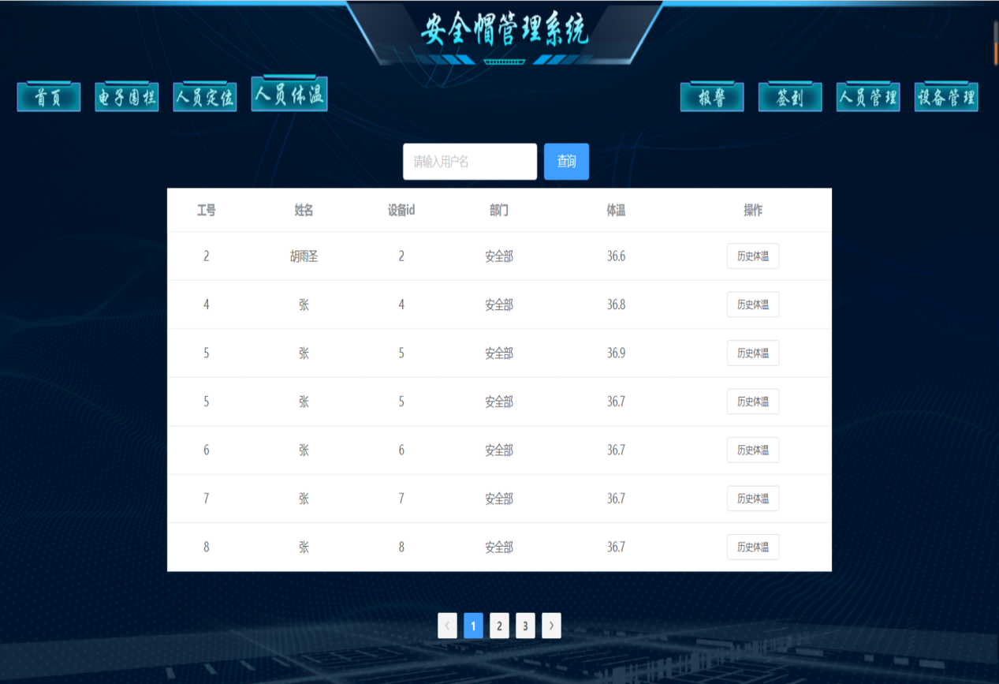 安全帽管理系统
首页 电子围栏 人员定位 人员体温 报警 签到 人员管理 设备管理
请输入用户名 查询
工号 姓名 设备id 部门 体温 操作
2 胡雨圣 2 安全部 36.6 历史体温
4 张 4 安全部 36.8 历史体温
5 张 5 安全部 36.9 历史体温
5 张 5 安全部 36.7 历史体温
6 张 6 安全部 36.7 历史体温
7 张 7 安全部 36.7 历史体温
8 张 8 安全部 36.7 历史体温
1 2 3